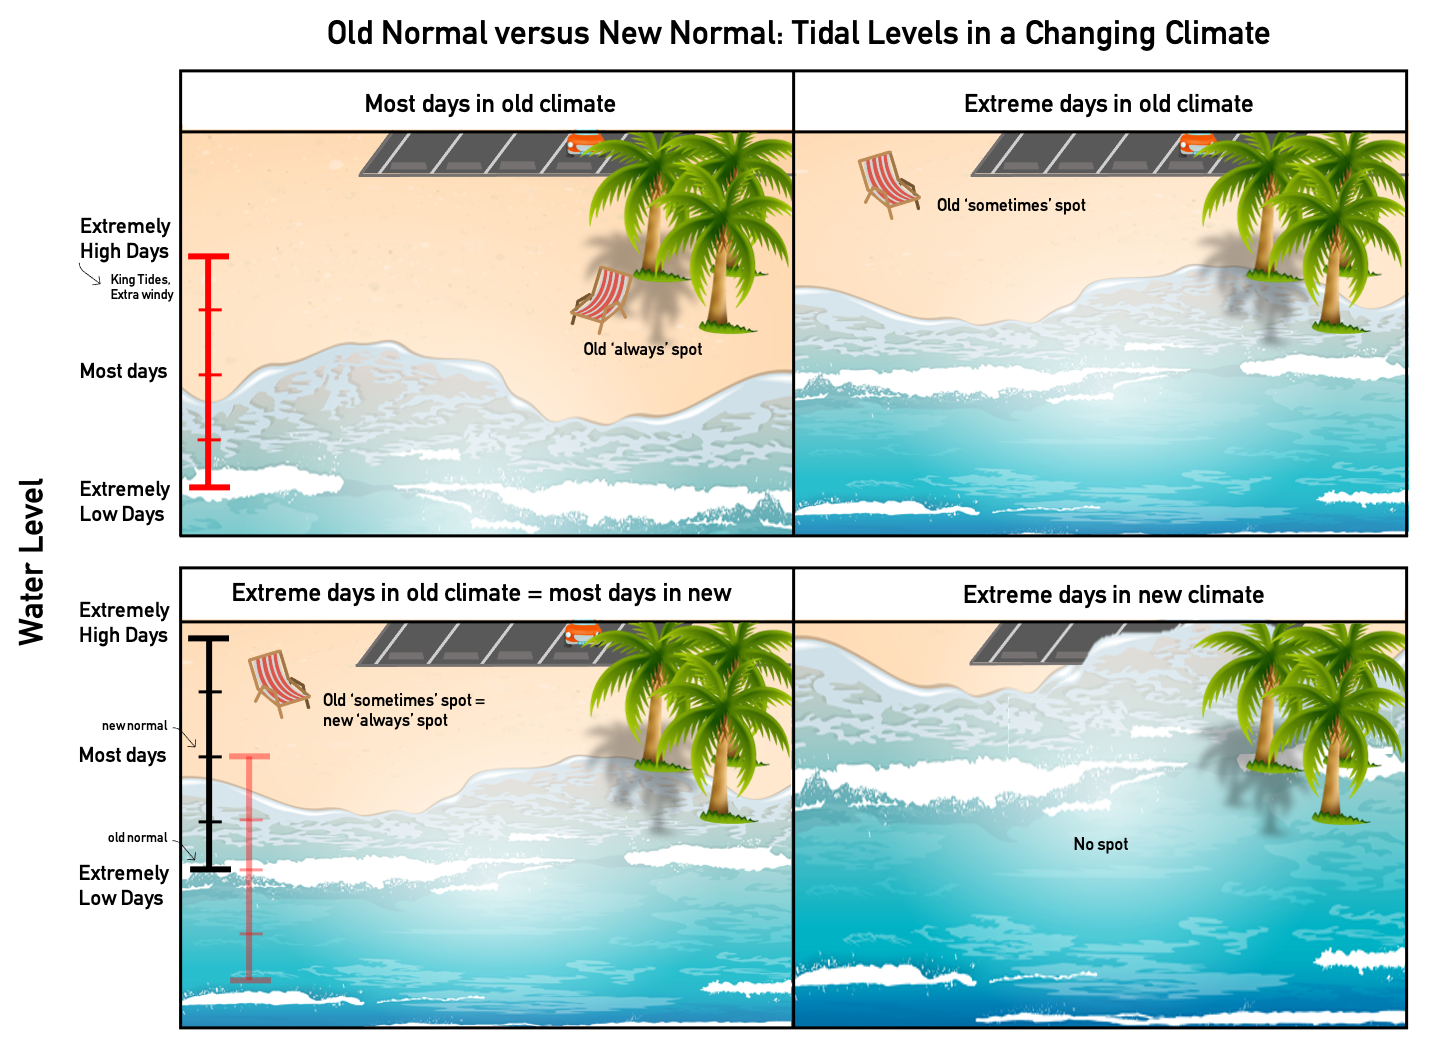 Old Normal versus New Normal: Tidal Levels in a Changing Climate
Most days in old climate
Extreme days in old climate
Extremely
High Days
King Tides,
Extra windy
Most days
Extremely
Low Days
Old ‘always’ spot
Old ‘sometimes’ spot
Water Level
Extreme days in old climate = most days in new
Extreme days in new climate
Extremely
High Days
new normal
Most days
old normal
Extremely
Low Days
Old ‘sometimes’ spot =
new ‘always’ spot
No spot